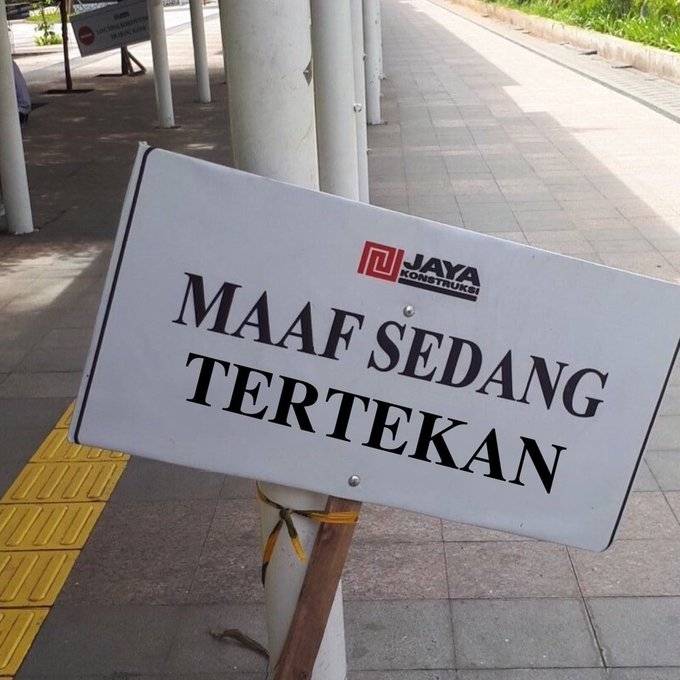 JAYA
KONSTRUKSI
MAAF SEDANG
TERTEKAN